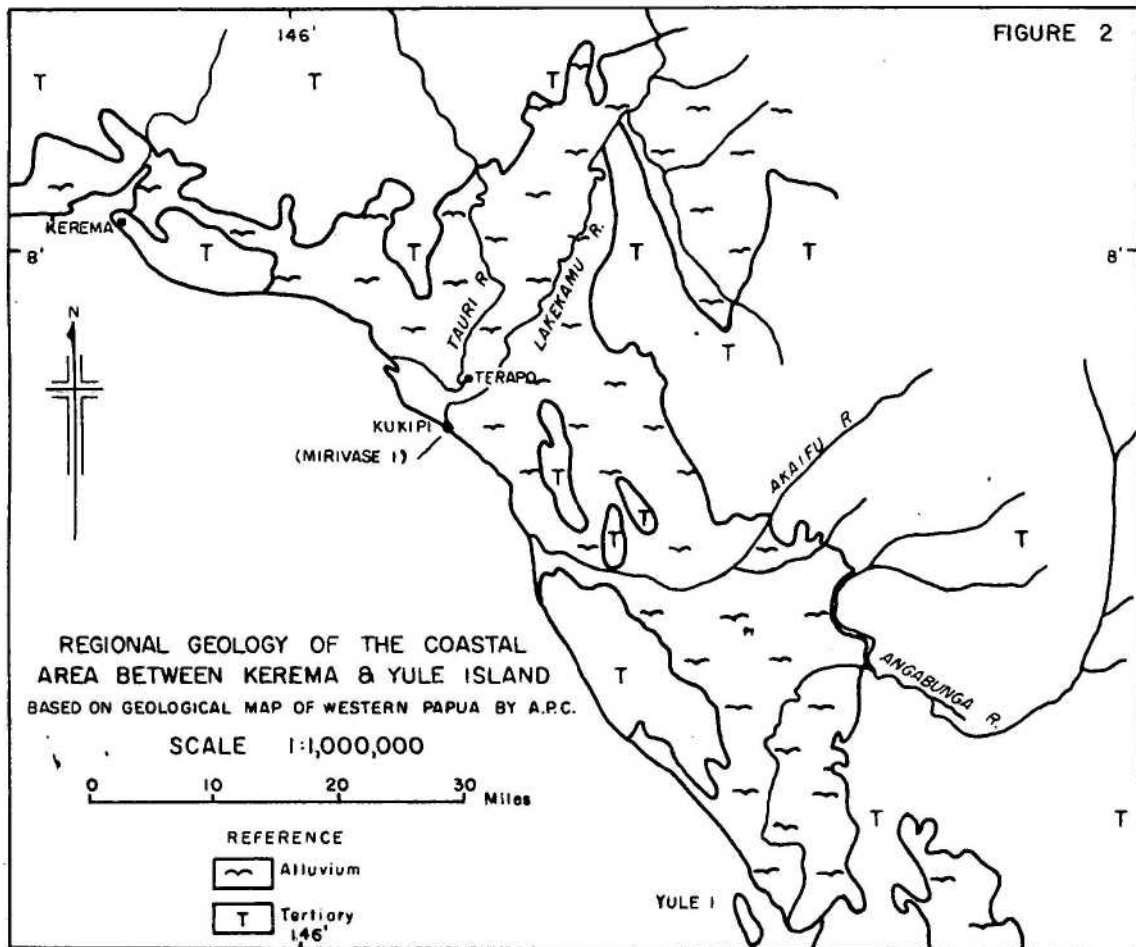 FIGURE 2
146'
T
T
T
T
KEREMA
T
T
T
T
8'
8'
N
TAURI R
LAKEKAMU R.
T
TERAPO
KUKIPI
(MIRIVASE 1)
AKAIFU R
T
T
T
T
REGIONAL GEOLOGY OF THE COASTAL
AREA BETWEEN KEREMA & YULE ISLAND
BASED ON GEOLOGICAL MAP OF WESTERN PAPUA BY A.P.C.
T
ANGABUNGA R.
SCALE 1:1,000,000
0 10 20 30 Miles
T
T
REFERENCE
Alluvium
T Tertiary
YULE I
146'